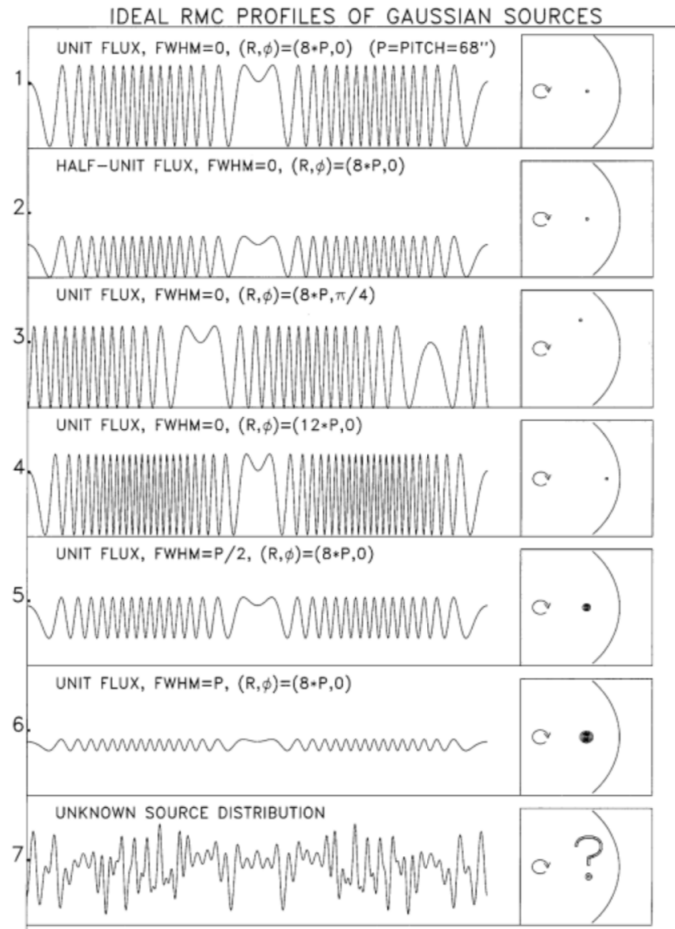 IDEAL RMC PROFILES OF GAUSSIAN SOURCES
UNIT FLUX, FWHM=0, (R,ϕ)=(8*P,0) (P=PITCH=68'')
1
HALF-UNIT FLUX, FWHM=0, (R,ϕ)=(8*P,0)
2
UNIT FLUX, FWHM=0, (R,ϕ)=(8*P,π/4)
3
UNIT FLUX, FWHM=0, (R,ϕ)=(12*P,0)
4
UNIT FLUX, FWHM=P/2, (R,ϕ)=(8*P,0)
5
UNIT FLUX, FWHM=P, (R,ϕ)=(8*P,0)
6
UNKNOWN SOURCE DISTRIBUTION
7
?